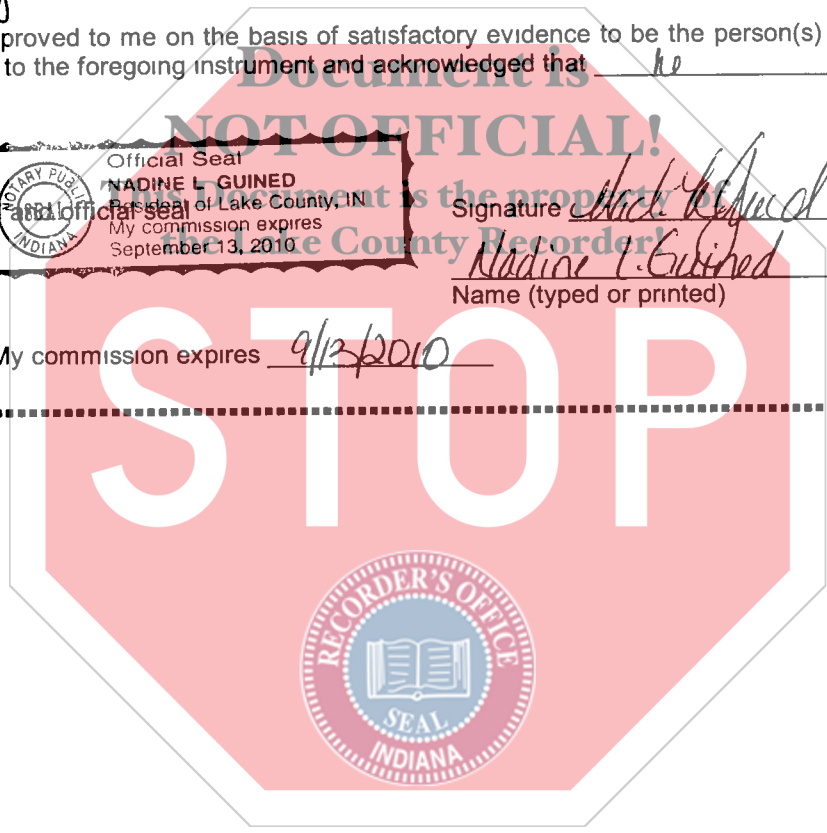 proved to me on the basis of satisfactory evidence to be the person(s)
to the foregoing instrument and acknowledged that he
Document is
NOT OFFICIAL!
This Document is the property of
the Lake County Recorder!
Official Seal
NADINE L. GUINED
Resident of Lake County, IN
My commission expires
September 13, 2010
NOTARY PUBLIC
SEAL
INDIANA
and official seal
Signature
Nadine L. Guined
Name (typed or printed)
My commission expires 9/13/2010
STOP
RECORDER'S OFFICE
SEAL
INDIANA